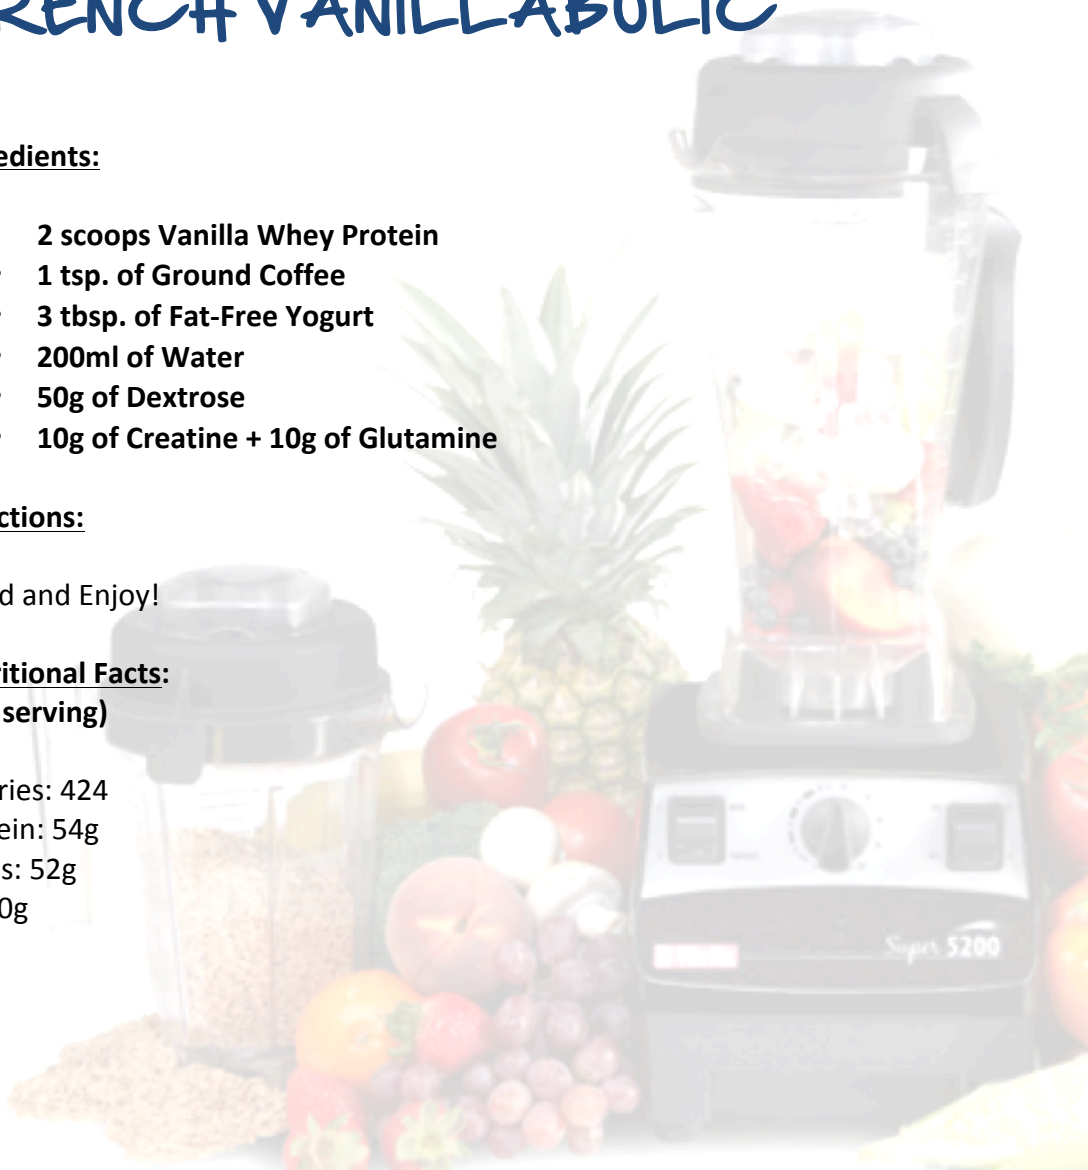 RENCH VANILLABOLIC
edients:
2 scoops Vanilla Whey Protein
• 1 tsp. of Ground Coffee
• 3 tbsp. of Fat-Free Yogurt
• 200ml of Water
• 50g of Dextrose
• 10g of Creatine + 10g of Glutamine
ctions:
d and Enjoy!
ritional Facts:
serving)
ries: 424
ein: 54g
s: 52g
0g
Super 5200